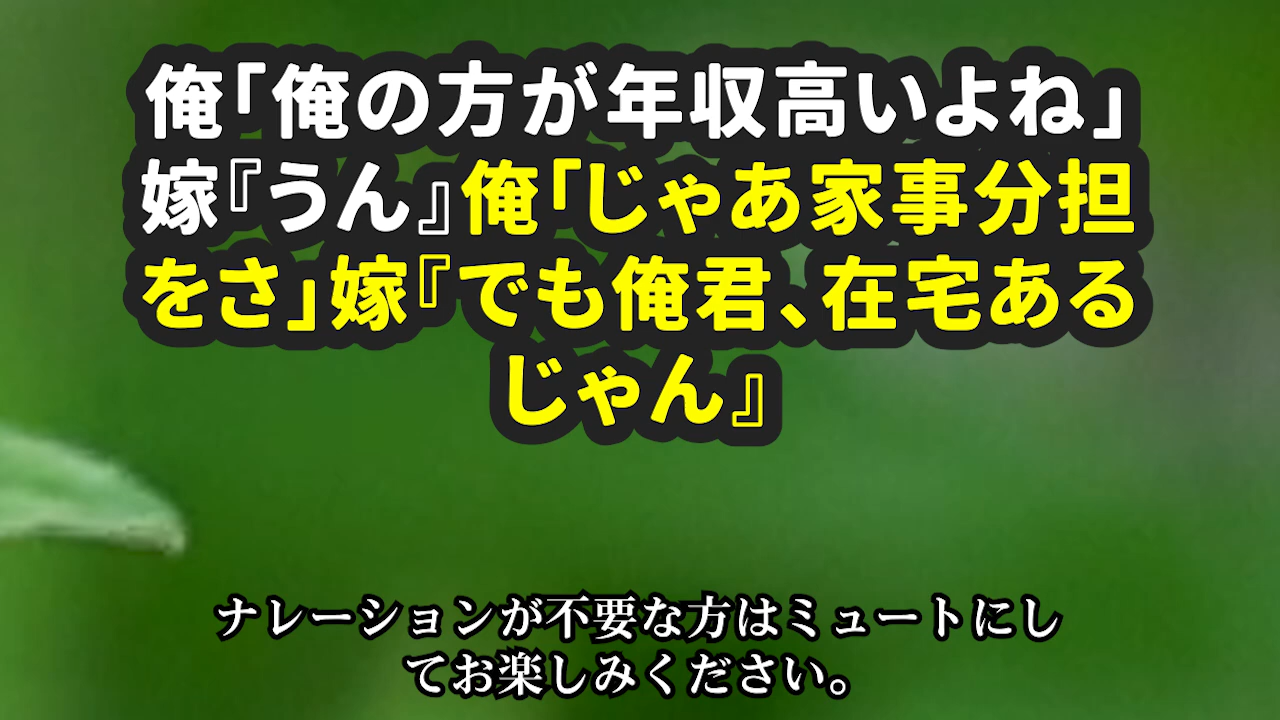 俺「俺の方が年収高いよね」
嫁『うん』俺「じゃあ家事分担
をさ」嫁『でも俺君、在宅ある
じゃん』
ナレーションが不要な方はミュートにし
てお楽しみください。